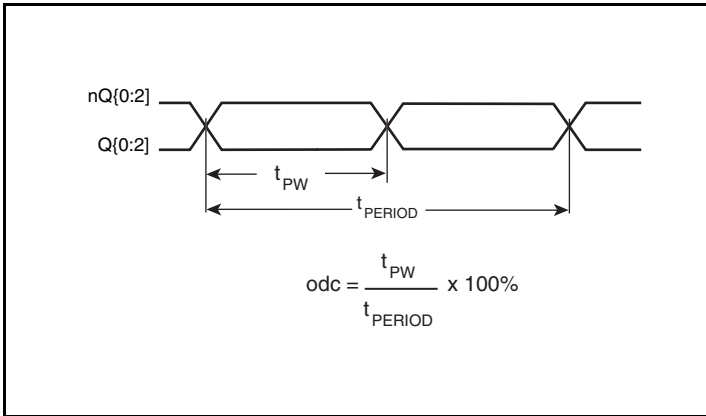 nQ{0:2]
Q{0:2]
tPW
tPERIOD
odc = tPW
tPERIOD
x 100%